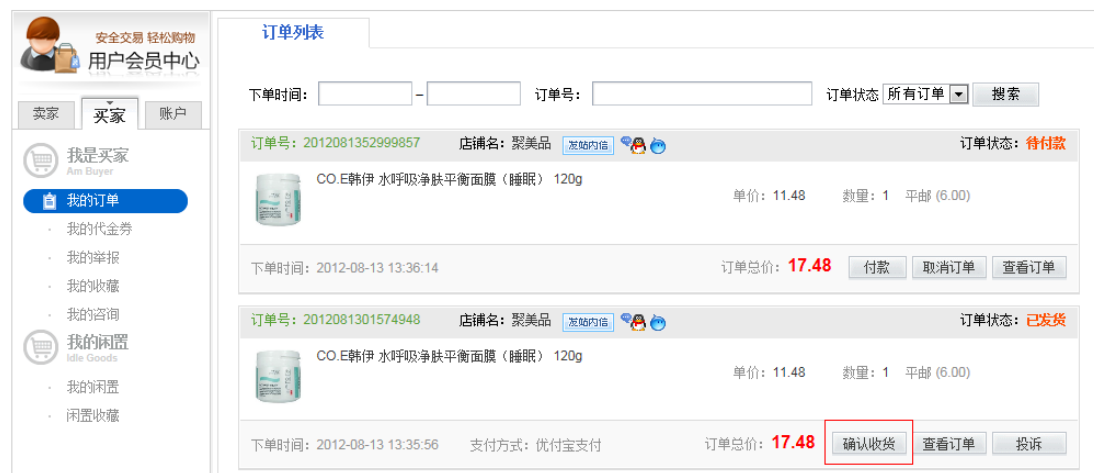 安全交易 轻松购物
用户会员中心
卖家 买家 账户
我是买家
Am Buyer
我的订单
我的代金券
我的举报
我的收藏
我的咨询
我的闲置
Idle Goods
我的闲置
闲置收藏
订单列表
下单时间： - 订单号： 订单状态 所有订单 搜索
订单号：2012081352999857 店铺名：聚美品 发站内信 订单状态：待付款
CO.E韩伊 水呼吸净肤平衡面膜（睡眠） 120g
单价：11.48 数量：1 平邮 (6.00)
下单时间：2012-08-13 13:36:14 订单总价：17.48 付款 取消订单 查看订单
订单号：2012081301574948 店铺名：聚美品 发站内信 订单状态：已发货
CO.E韩伊 水呼吸净肤平衡面膜（睡眠） 120g
单价：11.48 数量：1 平邮 (6.00)
下单时间：2012-08-13 13:35:56 支付方式：优付宝支付 订单总价：17.48 确认收货 查看订单 投诉